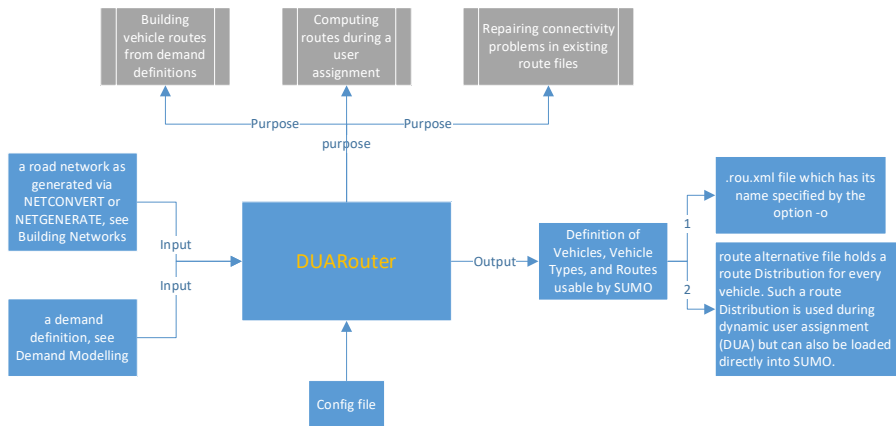 Building
vehicle routes
from demand
definitions
Computing
routes during a
user
assignment
Repairing connectivity
problems in existing
route files
Purpose
Purpose
purpose
a road network as
generated via
NETCONVERT or
NETGENERATE, see
Building Networks
Input
Input
a demand
definition, see
Demand Modelling
DUARouter
Config file
Output
Definition of
Vehicles, Vehicle
Types, and Routes
usable by SUMO
1
2
.rou.xml file which has its
name specified by the
option -o
route alternative file holds a
route Distribution for every
vehicle. Such a route
Distribution is used during
dynamic user assignment
(DUA) but can also be loaded
directly into SUMO.